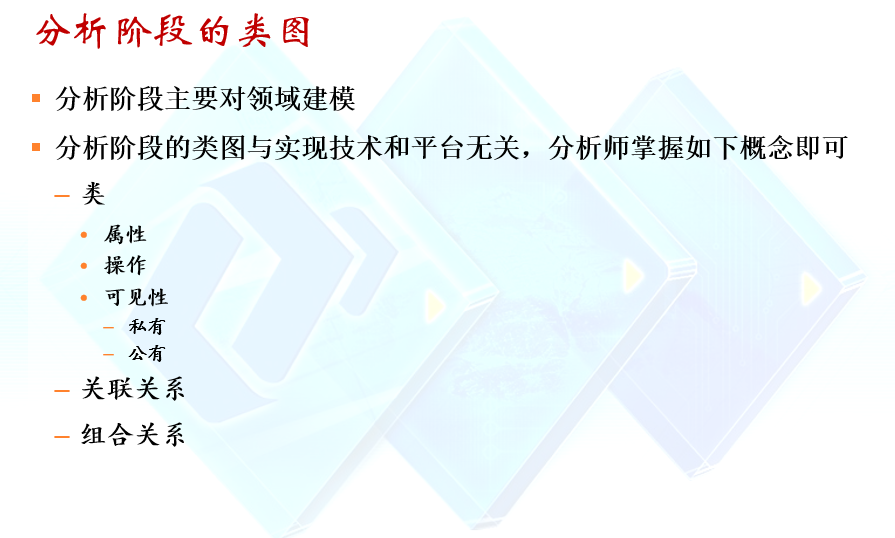 分析阶段的类图
分析阶段主要对领域建模
分析阶段的类图与实现技术和平台无关，分析师掌握如下概念即可
– 类
• 属性
• 操作
• 可见性
– 私有
– 公有
– 关联关系
– 组合关系